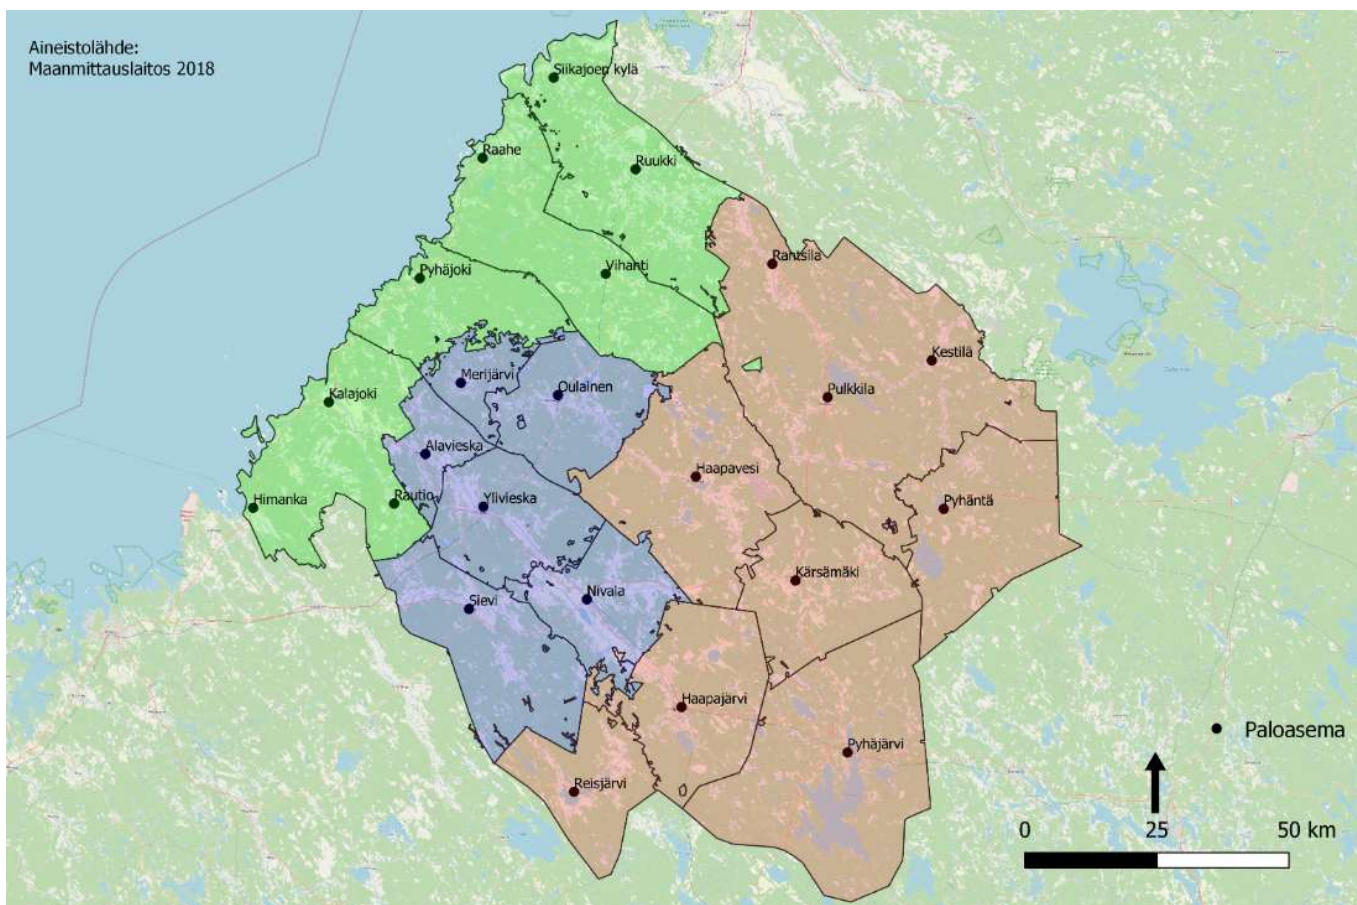 Aineistolähde:
Maanmittauslaitos 2018
Siikajoen kylä
Raahe
Ruukki
Rantsila
Pyhäjoki
Vihanti
Kestilä
Merijärvi
Oulainen
Pulkkila
Kalajoki
Alavieska
Haapavesi
Himanka
Rautio
Ylivieska
Pyhäntä
Kärsämäki
Sievi
Nivala
Haapajärvi
Paloasema
Pyhäjärvi
Reisjärvi
0 25 50 km